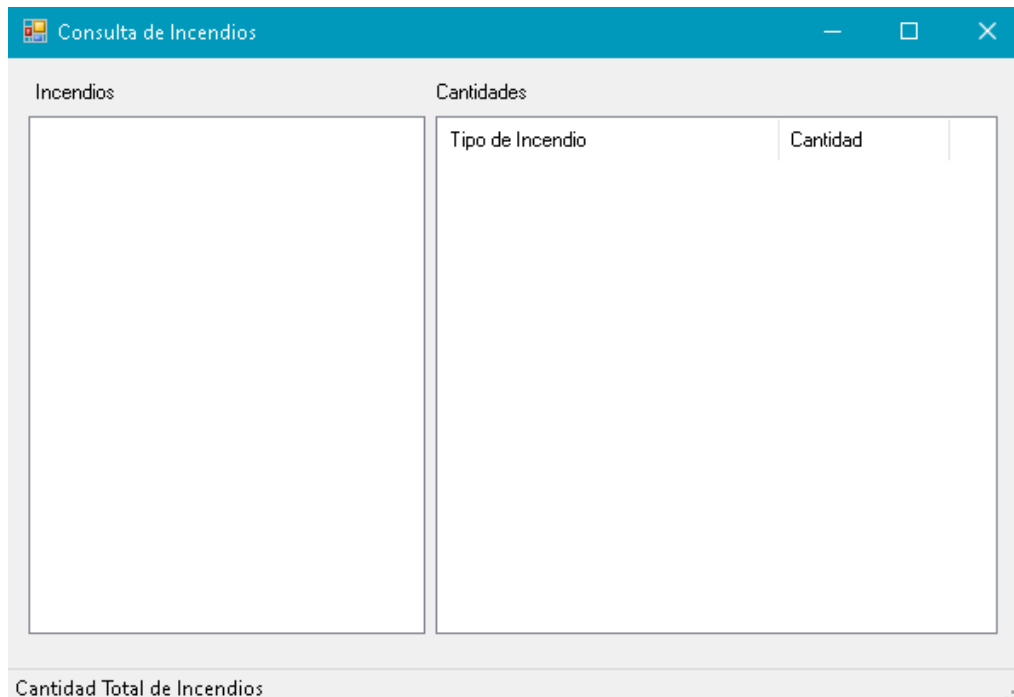 Consulta de Incendios
Incendios Cantidades
Tipo de Incendio Cantidad
Cantidad Total de Incendios